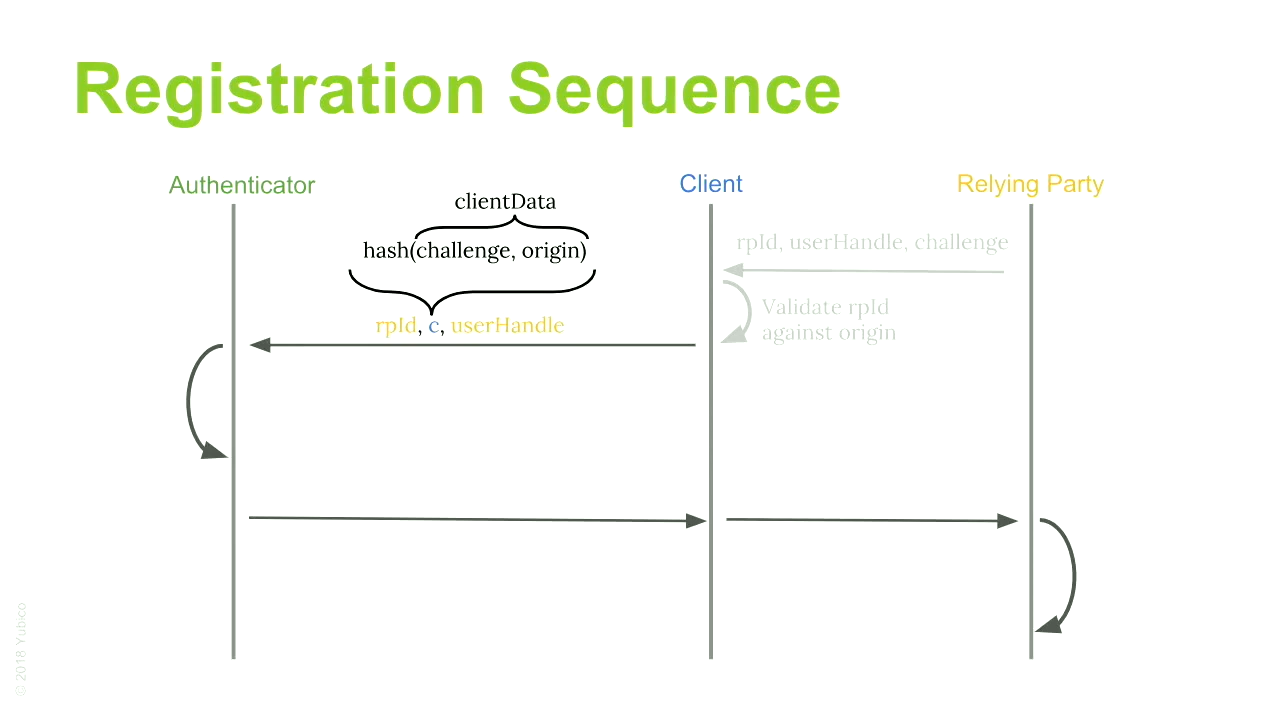 Registration Sequence
Authenticator
Client
Relying Party
clientData
hash(challenge, origin)
rpId, c, userHandle
rpId, userHandle, challenge
Validate rpId
against origin
© 2018 Yubico